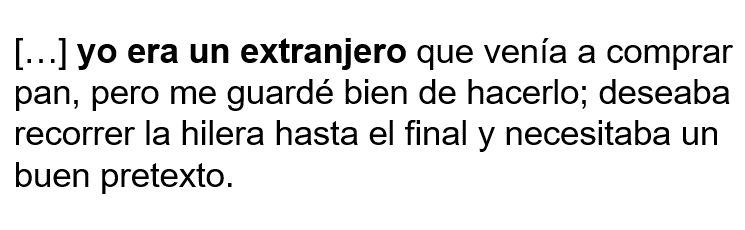 […] yo era un extranjero que venía a comprar
pan, pero me guardé bien de hacerlo; deseaba
recorrer la hilera hasta el final y necesitaba un
buen pretexto.